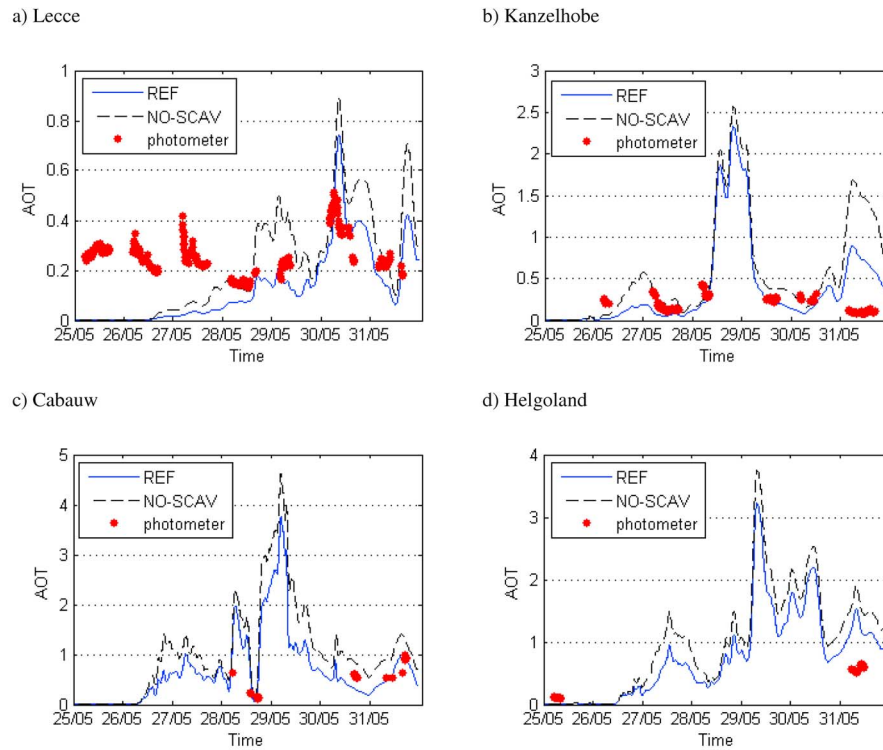 a) Lecce
b) Kanzelhobe
1
0.8
0.6
0.4
0.2
0
AOT
REF
NO-SCAV
photometer
25/05 26/05 27/05 28/05 29/05 30/05 31/05
Time
3
2.5
2
1.5
1
0.5
0
AOT
REF
NO-SCAV
photometer
25/05 26/05 27/05 28/05 29/05 30/05 31/05
Time
c) Cabauw
d) Helgoland
5
4
3
2
1
0
AOT
REF
NO-SCAV
photometer
25/05 26/05 27/05 28/05 29/05 30/05 31/05
Time
4
3
2
1
0
AOT
REF
NO-SCAV
photometer
25/05 26/05 27/05 28/05 29/05 30/05 31/05
Time